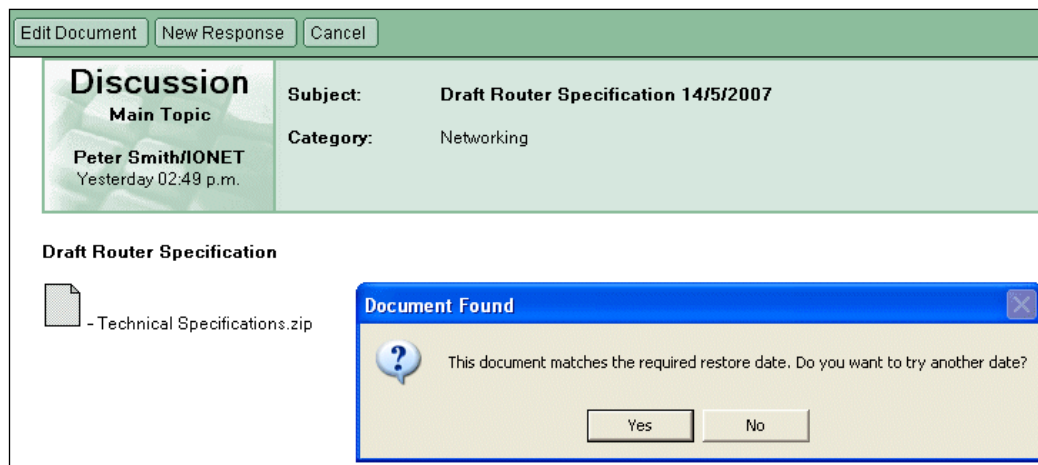 Edit Document New Response Cancel
Discussion
Main Topic
Peter Smith/IONET
Yesterday 02:49 p.m.
Subject: Draft Router Specification 14/5/2007
Category: Networking
Draft Router Specification
- Technical Specifications.zip
Document Found
This document matches the required restore date. Do you want to try another date?
Yes No